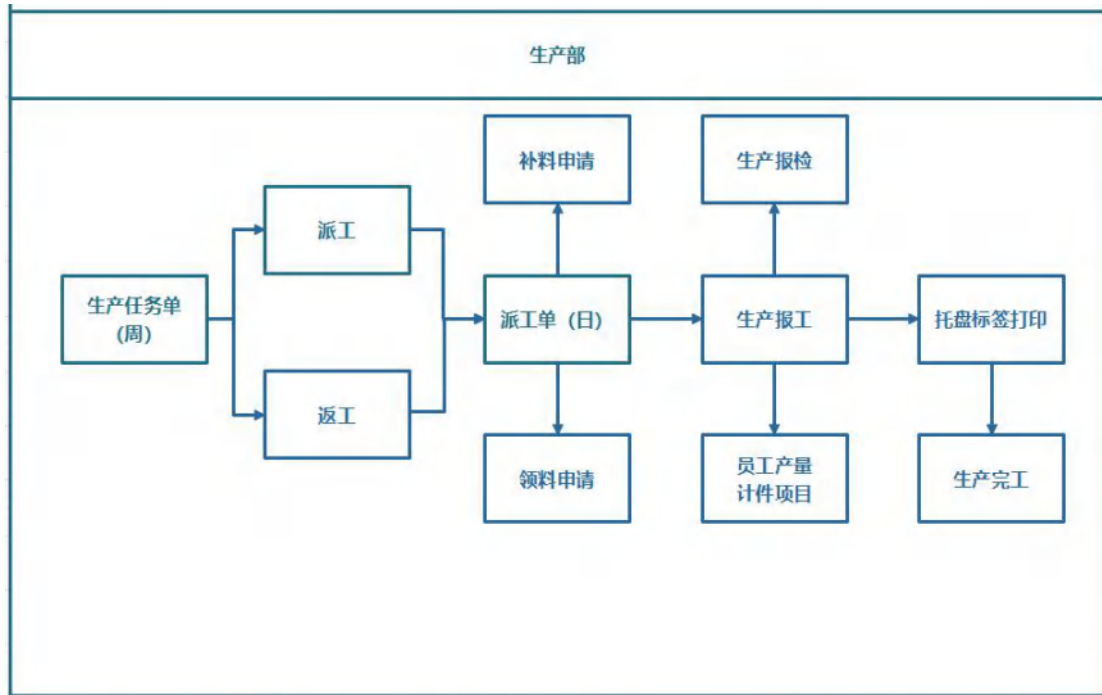 生产部
补料申请
生产报检
派工
生产任务单
(周)
派工单（日）
生产报工
托盘标签打印
返工
领料申请
员工产量
计件项目
生产完工